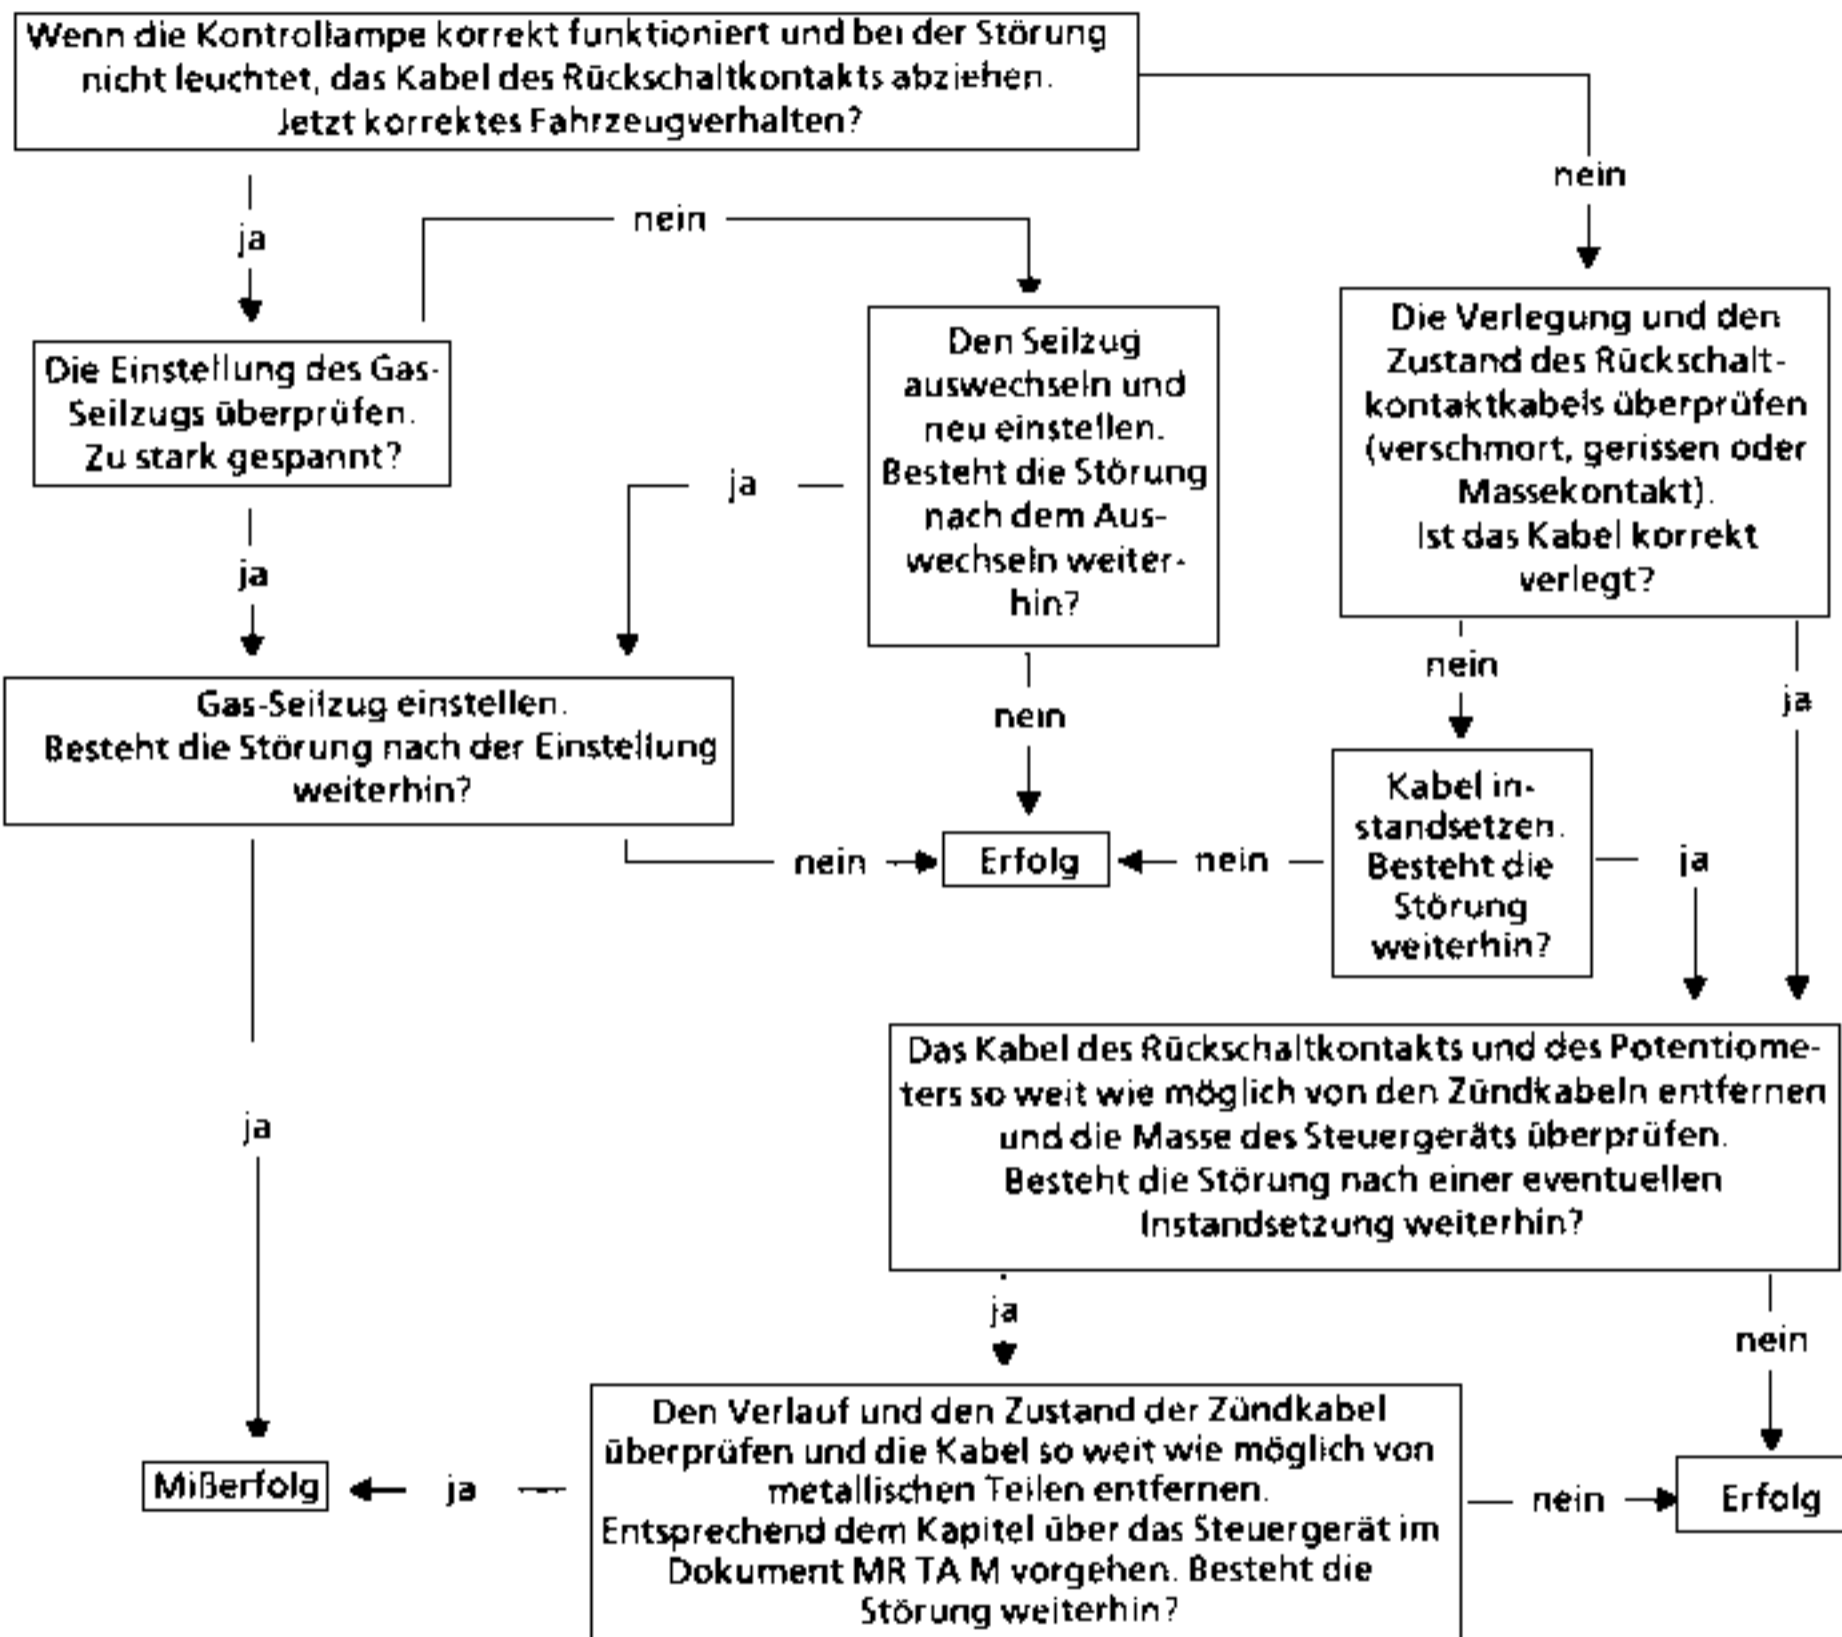 Wenn die Kontrollampe korrekt funktioniert und bei der Störung
nicht leuchtet, das Kabel des Rückschaltkontakts abziehen.
Jetzt korrektes Fahrzeugverhalten?
nein
ja
nein
Die Einstellung des Gas-
Seilzugs überprüfen.
Zu stark gespannt?
Den Seilzug
auswechseln und
neu einstellen.
Besteht die Störung
nach dem Aus-
wechseln weiter-
hin?
Die Verlegung und den
Zustand des Rückschalt-
kontaktkabels überprüfen
(verschmort, gerissen oder
Massekontakt).
Ist das Kabel korrekt
verlegt?
ja
ja
nein
nein
ja
Gas-Seilzug einstellen.
Besteht die Störung nach der Einstellung
weiterhin?
Kabel in-
standsetzen.
Besteht die
Störung
weiterhin?
nein
Erfolg
nein
ja
ja
Das Kabel des Rückschaltkontakts und des Potentiome-
ters so weit wie möglich von den Zündkabeln entfernen
und die Masse des Steuergeräts überprüfen.
Besteht die Störung nach einer eventuellen
Instandsetzung weiterhin?
ja
nein
Den Verlauf und den Zustand der Zündkabel
überprüfen und die Kabel so weit wie möglich von
metallischen Teilen entfernen.
Entsprechend dem Kapitel über das Steuergerät im
Dokument MR TA M vorgehen. Besteht die
Störung weiterhin?
Mißerfolg
ja
nein
Erfolg